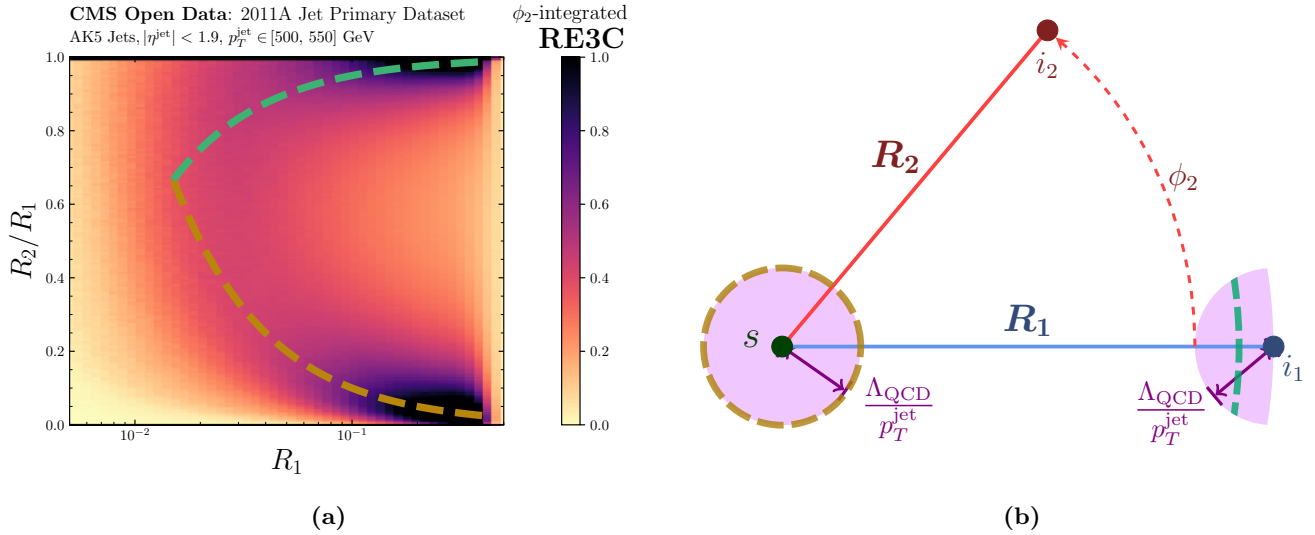 CMS Open Data: 2011A Jet Primary Dataset
AK5 Jets, |η^jet| < 1.9, p_T^jet ∈ [500, 550] GeV
ϕ₂-integrated
RE3C
1.0
0.8
0.6
0.4
0.2
0.0
R₂/R₁
10⁻²
10⁻¹
R₁
1.0
0.8
0.6
0.4
0.2
0.0
(a)
i₂
R₂
ϕ₂
s
R₁
i₁
Λ_QCD
p_T^jet
Λ_QCD
p_T^jet
(b)